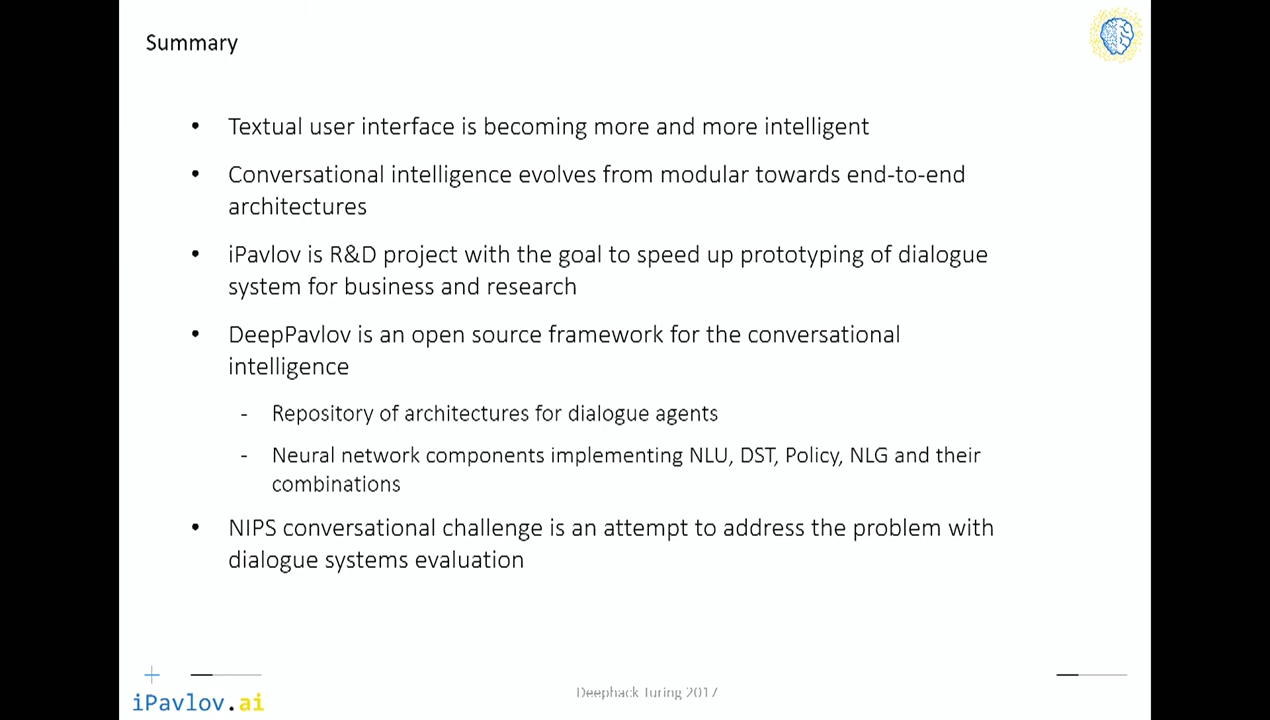 Summary
• Textual user interface is becoming more and more intelligent
• Conversational intelligence evolves from modular towards end-to-end
architectures
• iPavlov is R&D project with the goal to speed up prototyping of dialogue
system for business and research
• DeepPavlov is an open source framework for the conversational
intelligence
- Repository of architectures for dialogue agents
- Neural network components implementing NLU, DST, Policy, NLG and their
combinations
• NIPS conversational challenge is an attempt to address the problem with
dialogue systems evaluation
iPavlov.ai
Deephack Turing 2017